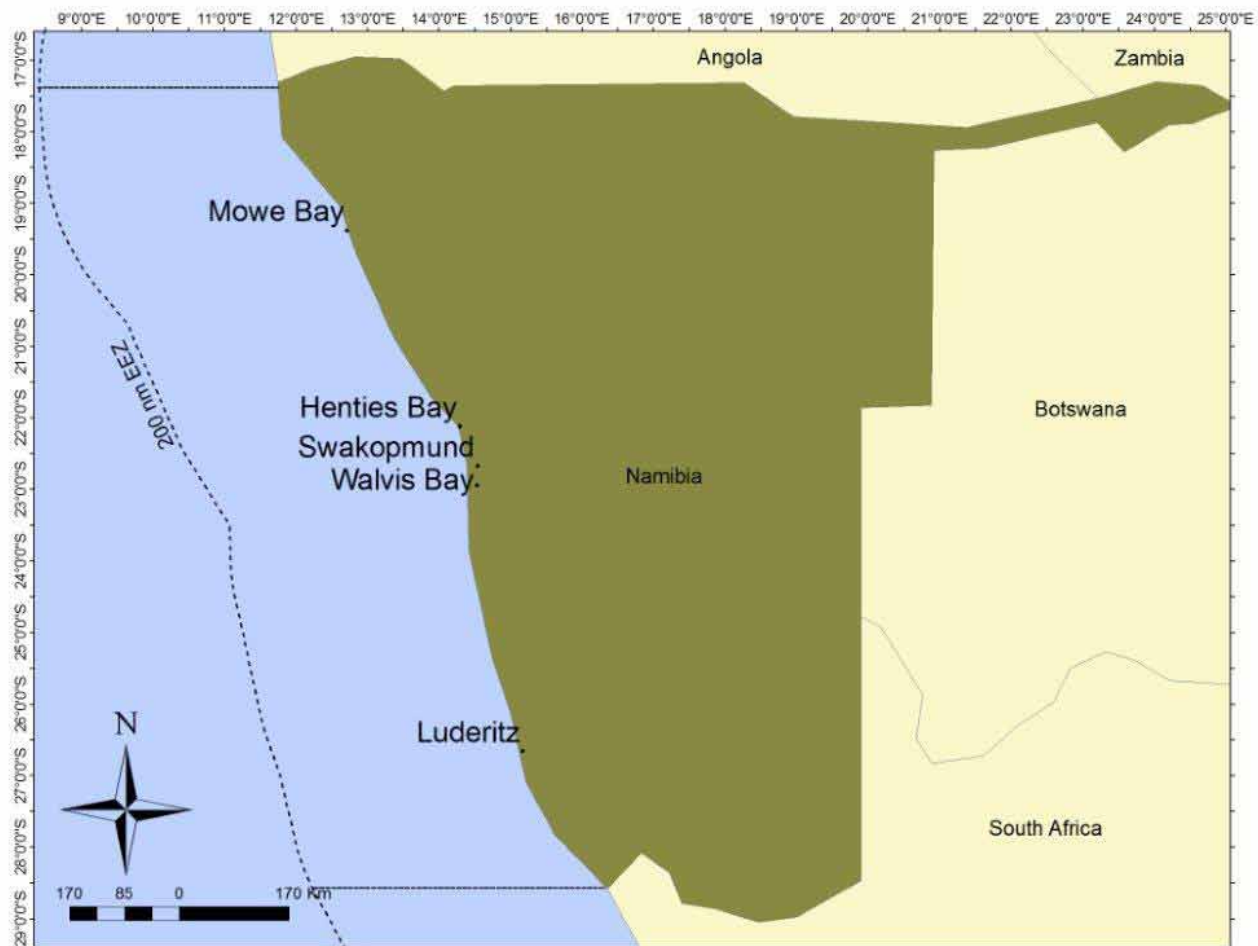 9°0'0"E 10°0'0"E 11°0'0"E 12°0'0"E 13°0'0"E 14°0'0"E 15°0'0"E 16°0'0"E 17°0'0"E 18°0'0"E 19°0'0"E 20°0'0"E 21°0'0"E 22°0'0"E 23°0'0"E 24°0'0"E 25°0'0"E
17°0'0"S
18°0'0"S
19°0'0"S
20°0'0"S
21°0'0"S
22°0'0"S
23°0'0"S
24°0'0"S
25°0'0"S
26°0'0"S
27°0'0"S
28°0'0"S
29°0'0"S
Angola
Zambia
Mowe Bay
200 nm EEZ
Henties Bay
Swakopmund
Walvis Bay
Namibia
Botswana
Luderitz
South Africa
N
170 85 0 170 Km